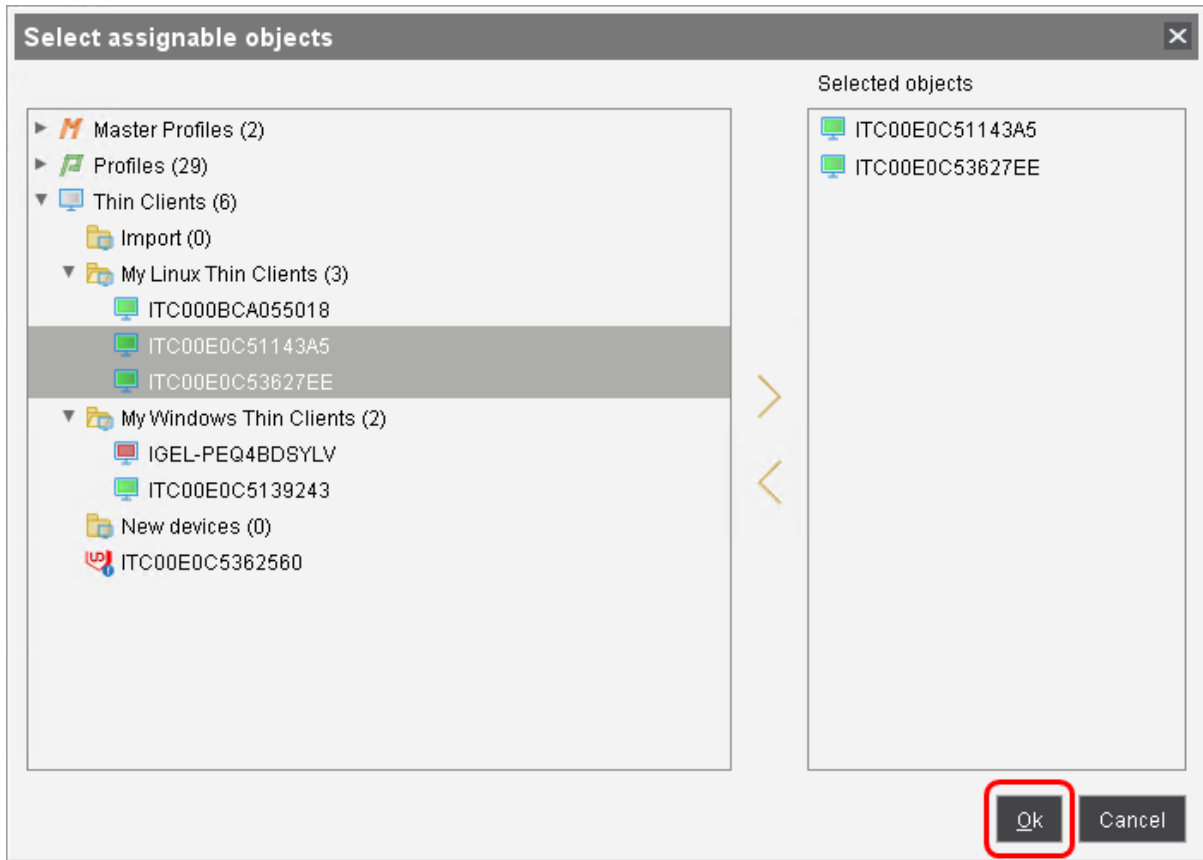 Select assignable objects
Selected objects
Master Profiles (2)
Profiles (29)
Thin Clients (6)
Import (0)
My Linux Thin Clients (3)
ITC000BCA055018
ITC00E0C51143A5
ITC00E0C53627EE
My Windows Thin Clients (2)
IGEL-PEQ4BDSYLV
ITC00E0C5139243
New devices (0)
UD
ITC00E0C5362560
ITC00E0C51143A5
ITC00E0C53627EE
Ok
Cancel